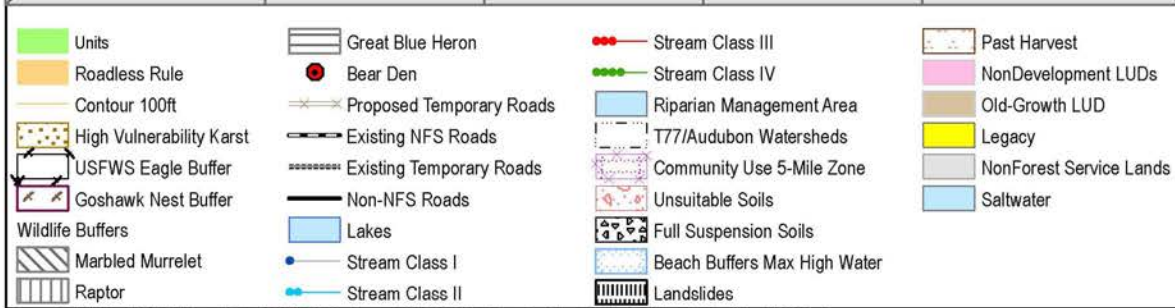 Units
Roadless Rule
Contour 100ft
High Vulnerability Karst
USFWS Eagle Buffer
Goshawk Nest Buffer
Wildlife Buffers
Marbled Murrelet
Raptor
Great Blue Heron
Bear Den
Proposed Temporary Roads
Existing NFS Roads
Existing Temporary Roads
Non-NFS Roads
Lakes
Stream Class I
Stream Class II
Stream Class III
Stream Class IV
Riparian Management Area
T77/Audubon Watersheds
Community Use 5-Mile Zone
Unsuitable Soils
Full Suspension Soils
Beach Buffers Max High Water
Landslides
Past Harvest
NonDevelopment LUDs
Old-Growth LUD
Legacy
NonForest Service Lands
Saltwater